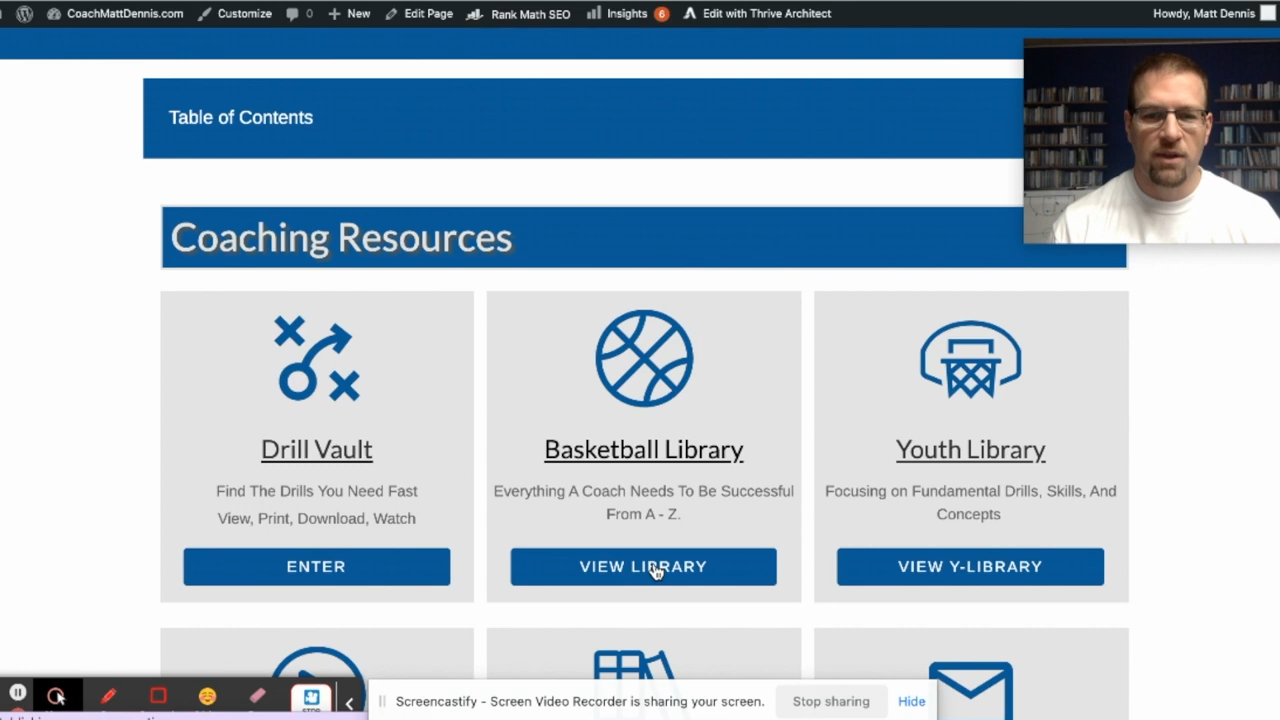 CoachMattDennis.com Customize 0 New Edit Page Rank Math SEO Insights 6 Edit with Thrive Architect Howdy, Matt Dennis
Table of Contents
Coaching Resources
Drill Vault
Find The Drills You Need Fast
View, Print, Download, Watch
ENTER
Basketball Library
Everything A Coach Needs To Be Successful
From A - Z.
VIEW LIBRARY
Youth Library
Focusing on Fundamental Drills, Skills, And
Concepts
VIEW Y-LIBRARY
Screencastify - Screen Video Recorder is sharing your screen. Stop sharing Hide